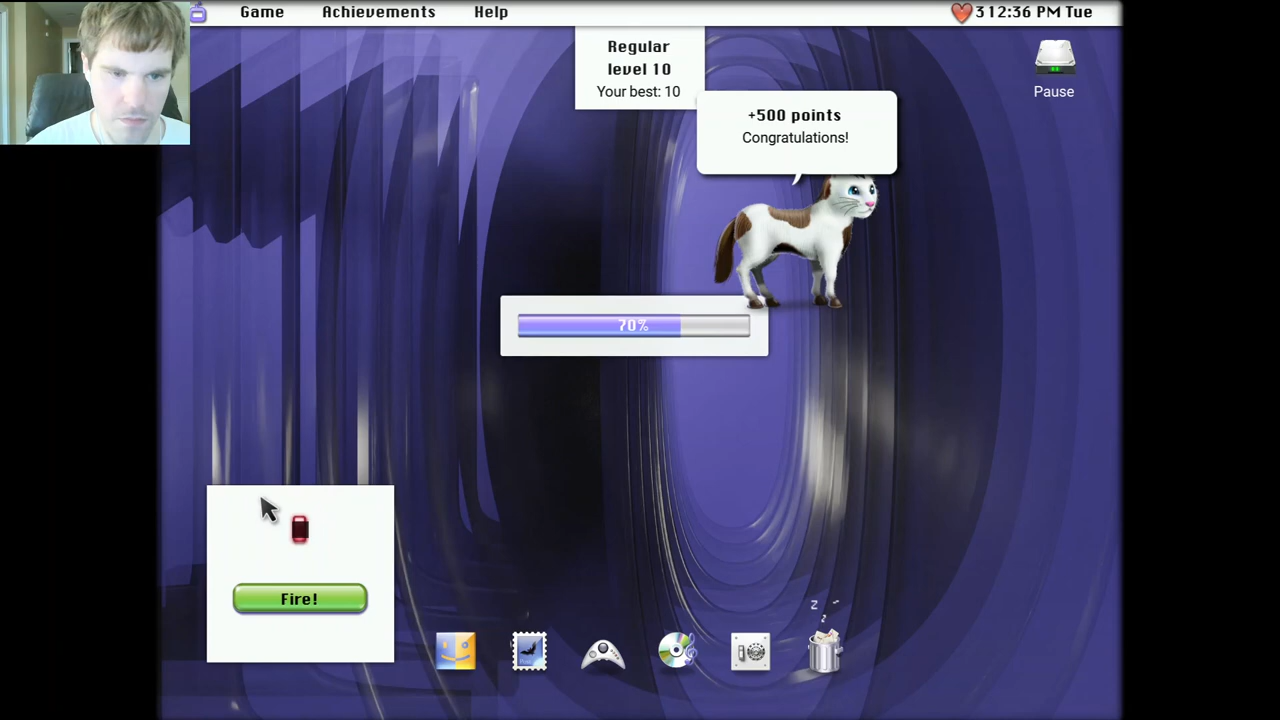 Game Achievements Help 3 12:36 PM Tue
Regular
level 10
Your best: 10
Pause
+500 points
Congratulations!
70%
Fire!
z
z